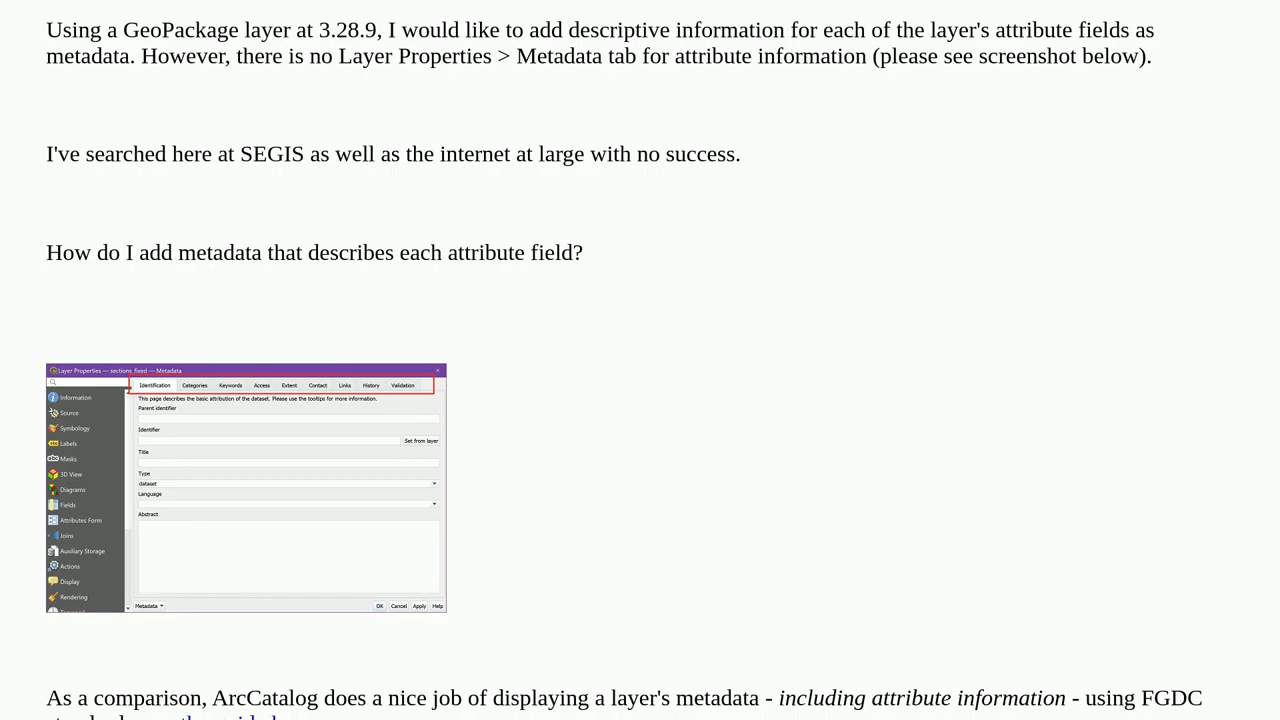 Using a GeoPackage layer at 3.28.9, I would like to add descriptive information for each of the layer's attribute fields as
metadata. However, there is no Layer Properties > Metadata tab for attribute information (please see screenshot below).
I've searched here at SEGIS as well as the internet at large with no success.
How do I add metadata that describes each attribute field?
Layer Properties — sections_fixed — Metadata
Identification Categories Keywords Access Extent Contact Links History Validation
This page describes the basic attribution of the dataset. Please use the tooltips for more information.
Information
Source
Symbology
Labels
Masks
3D View
Diagrams
Fields
Attributes Form
Joins
Auxiliary Storage
Actions
Display
Rendering
Parent identifier
Identifier
Set from layer
Title
Type
dataset
Language
Abstract
Metadata
OK Cancel Apply Help
As a comparison, ArcCatalog does a nice job of displaying a layer's metadata - including attribute information - using FGDC